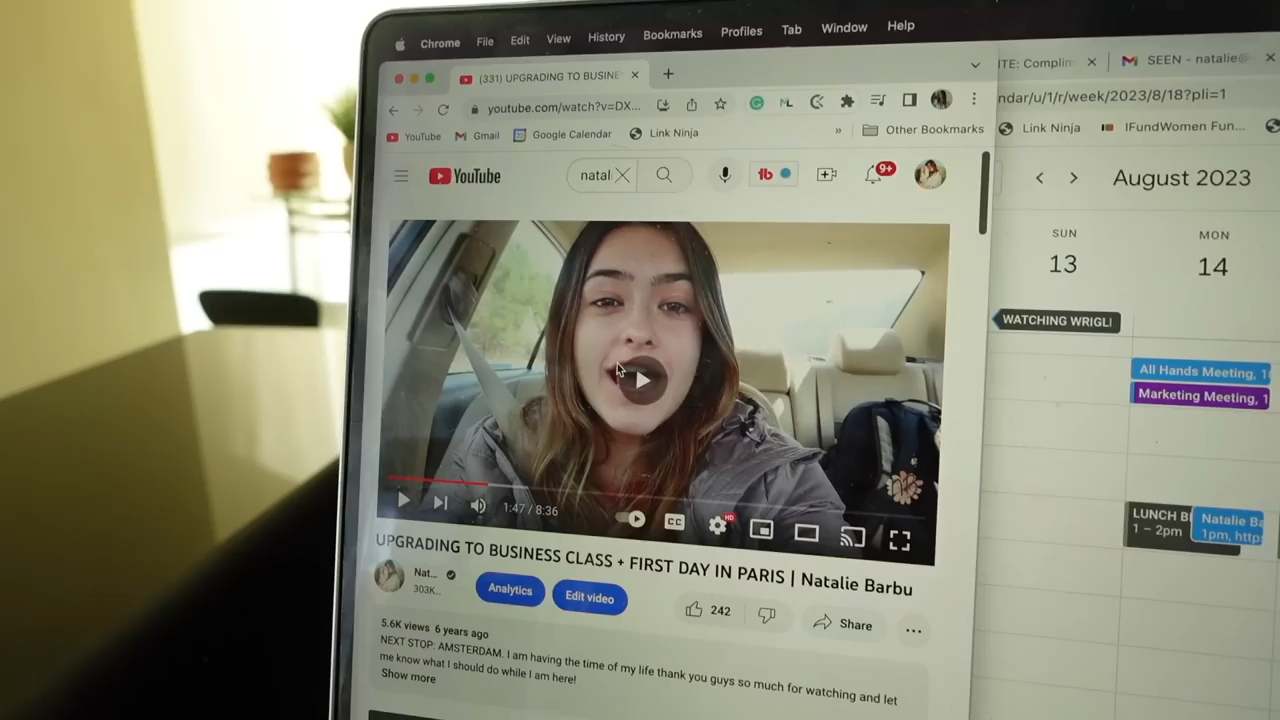 Chrome File Edit View History Bookmarks Profiles Tab Window Help
(331) UPGRADING TO BUSINE
ITE: Complim
SEEN - natalie@
youtube.com/watch?v=DX...
ndar/u/1/r/week/2023/8/18?pli=1
YouTube Gmail Google Calendar Link Ninja » Other Bookmarks
Link Ninja IFundWomen Fun...
YouTube
natal
9+
August 2023
SUN
13
MON
14
WATCHING WRIGLI
All Hands Meeting, 1
Marketing Meeting, 1
LUNCH B
1 – 2pm
Natalie Ba
1pm, http
1:47 / 8:36
CC
HD
UPGRADING TO BUSINESS CLASS + FIRST DAY IN PARIS | Natalie Barbu
Nat...
303K...
Analytics
Edit video
242
Share
5.6K views 6 years ago
NEXT STOP: AMSTERDAM. I am having the time of my life thank you guys so much for watching and let
me know what I should do while I am here!
Show more